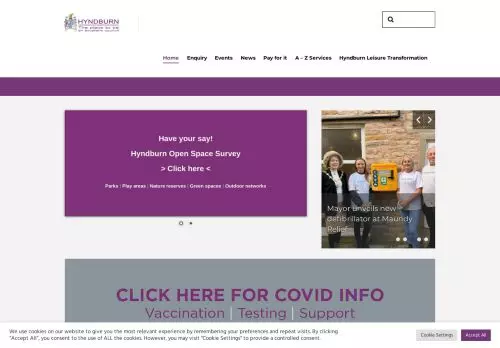 HYNDBURN
The place to be
an excellent council
Home
Enquiry
Events
News
Pay for it
A – Z Services
Hyndburn Leisure Transformation
Have your say!
Hyndburn Open Space Survey
> Click here <
Parks | Play areas | Nature reserves | Green spaces | Outdoor networks
Mayor unveils new
defibrillator at Maundy
Relief
CLICK HERE FOR COVID INFO
Vaccination | Testing | Support
We use cookies on our website to give you the most relevant experience by remembering your preferences and repeat visits. By clicking
"Accept All", you consent to the use of ALL the cookies. However, you may visit "Cookie Settings" to provide a controlled consent.
Cookie Settings
Accept All